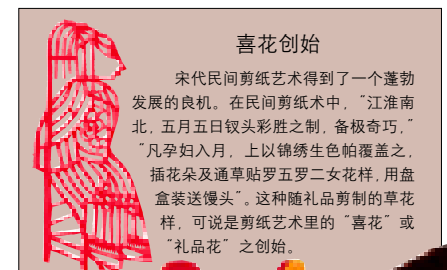 喜花创始
宋代民间剪纸艺术得到了一个蓬勃
发展的良机。在民间剪纸术中，“江淮南
北，五月五日钗头彩胜之制，备极奇巧，”
“凡孕妇入月，上以锦绣生色帕覆盖之，
插花朵及通草贴罗五罗二女花样，用盘
盒装送馒头”。这种随礼品剪制的草花
样，可说是剪纸艺术里的“喜花”或
“礼品花”之创始。